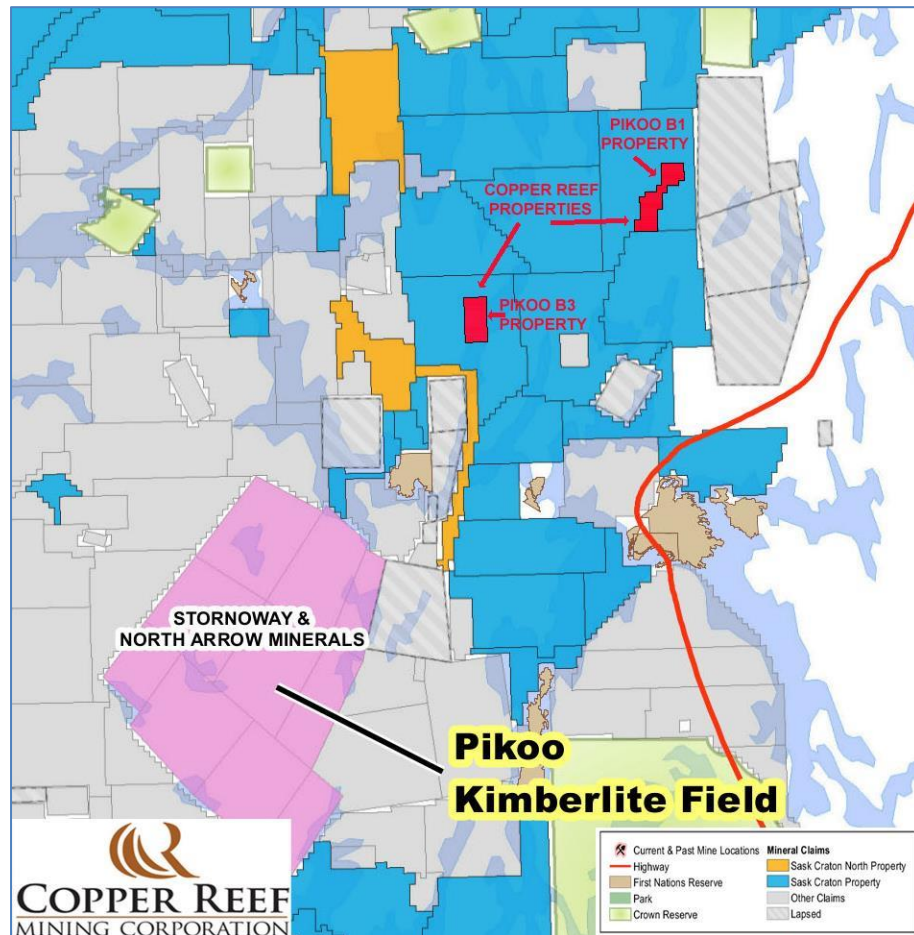 PIKOO B1
PROPERTY
COPPER REEF
PROPERTIES
PIKOO B3
PROPERTY
STORNOWAY &
NORTH ARROW MINERALS
Pikoo
Kimberlite Field
COPPER REEF
MINING CORPORATION
Current & Past Mine Locations
Highway
First Nations Reserve
Park
Crown Reserve
Mineral Claims
Sask Craton North Property
Sask Craton Property
Other Claims
Lapsed